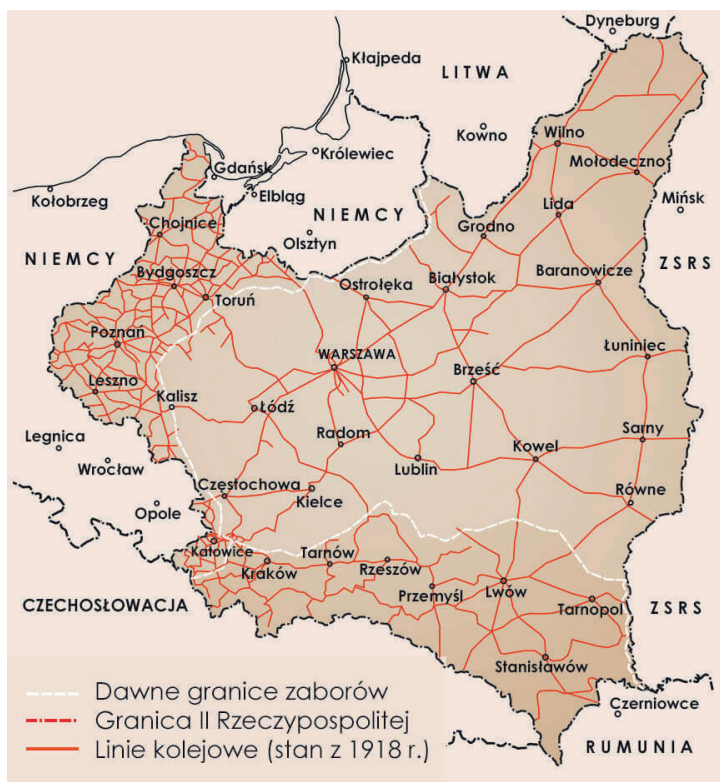 Dyneburg
Kłajpeda
LITWA
Kowno
Wilno
Królewiec
Mołodeczno
Gdańsk
Kołobrzeg
Elbląg
Mińsk
NIEMCY
Lida
Chojnice
Olsztyn
Grodno
NIEMCY
ZSRS
Bydgoszcz
Ostrołęka
Białystok
Baranowicze
Toruń
Poznań
WARSZAWA
Łuniniec
Brześć
Leszno
Kalisz
Łódź
Legnica
Radom
Sarny
Kowel
Wrocław
Lublin
Częstochowa
Równe
Opole
Kielce
Katowice
Tarnów
Kraków
Rzeszów
Przemyśl
Lwów
CZECHOSŁOWACJA
Tarnopol
ZSRS
Stanisławów
Dawne granice zaborów
Granica II Rzeczypospolitej
Czerniowce
Linie kolejowe (stan z 1918 r.)
RUMUNIA